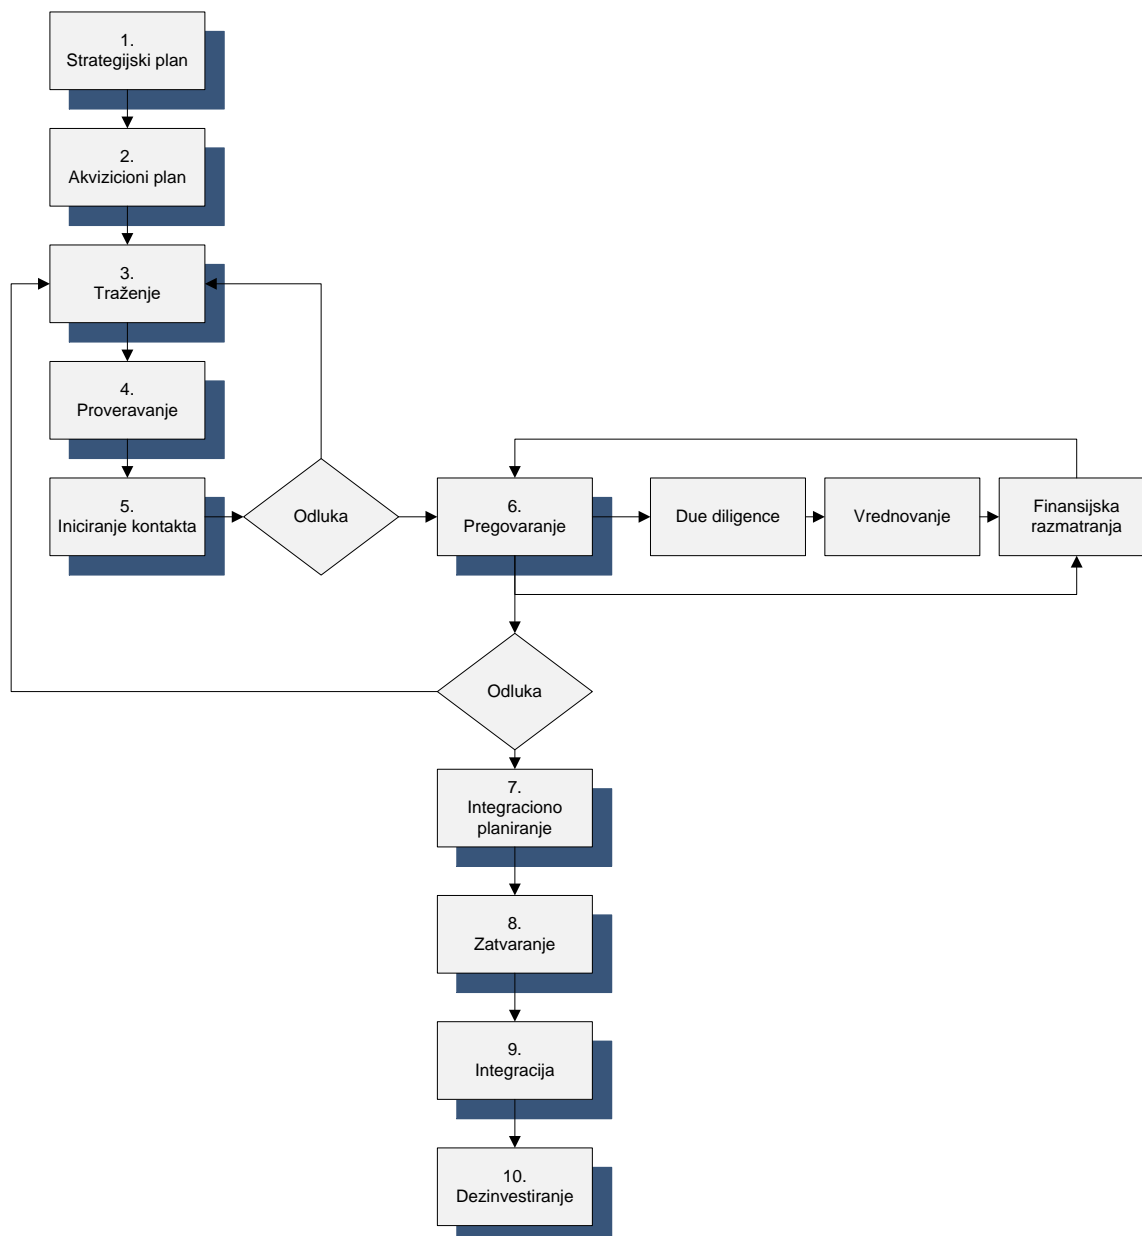 1.
Strategijski plan
2.
Akvizicioni plan
3.
Traženje
4.
Proveravanje
5.
Iniciranje kontakta
Odluka
6.
Pregovaranje
Due diligence
Vrednovanje
Finansijska
razmatranja
Odluka
7.
Integraciono
planiranje
8.
Zatvaranje
9.
Integracija
10.
Dezinvestiranje